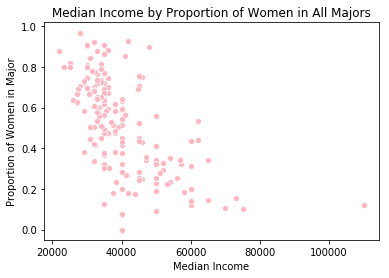 Median Income by Proportion of Women in All Majors
1.0
0.8
0.6
0.4
0.2
0.0
Proportion of Women in Major
20000 40000 60000 80000 100000
Median Income